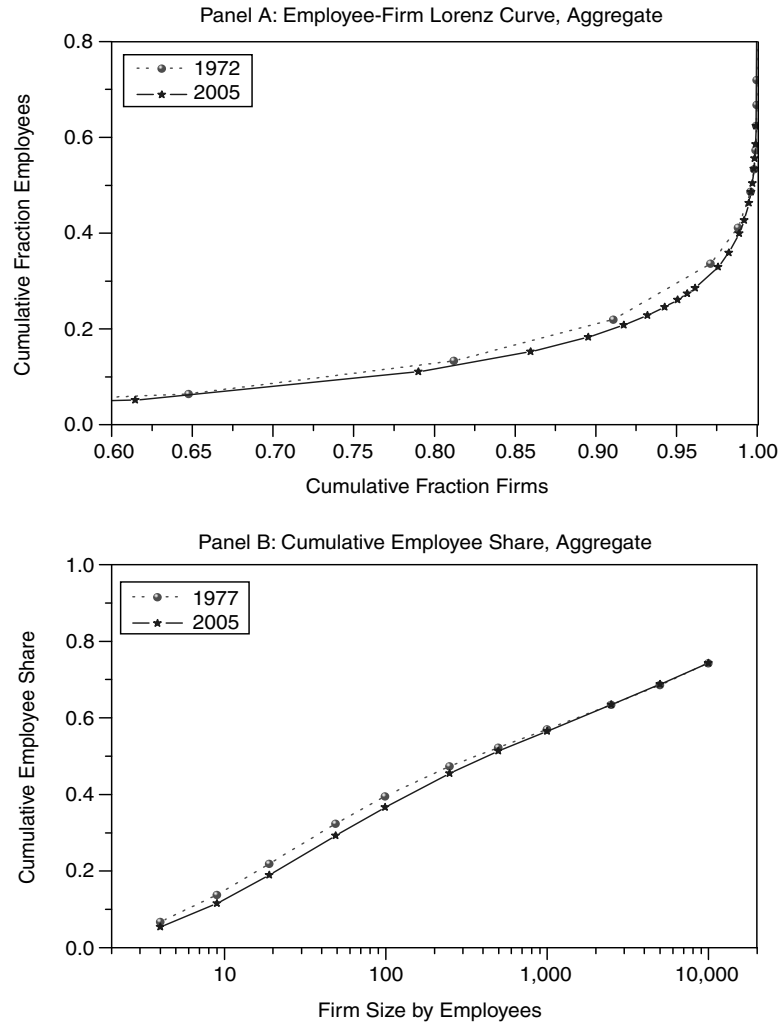 Panel A: Employee-Firm Lorenz Curve, Aggregate
0.8
1972
2005
0.6
0.4
0.2
0.0
Cumulative Fraction Employees
0.60 0.65 0.70 0.75 0.80 0.85 0.90 0.95 1.00
Cumulative Fraction Firms
Panel B: Cumulative Employee Share, Aggregate
1.0
1977
2005
0.8
0.6
0.4
0.2
0.0
Cumulative Employee Share
10 100 1,000 10,000
Firm Size by Employees